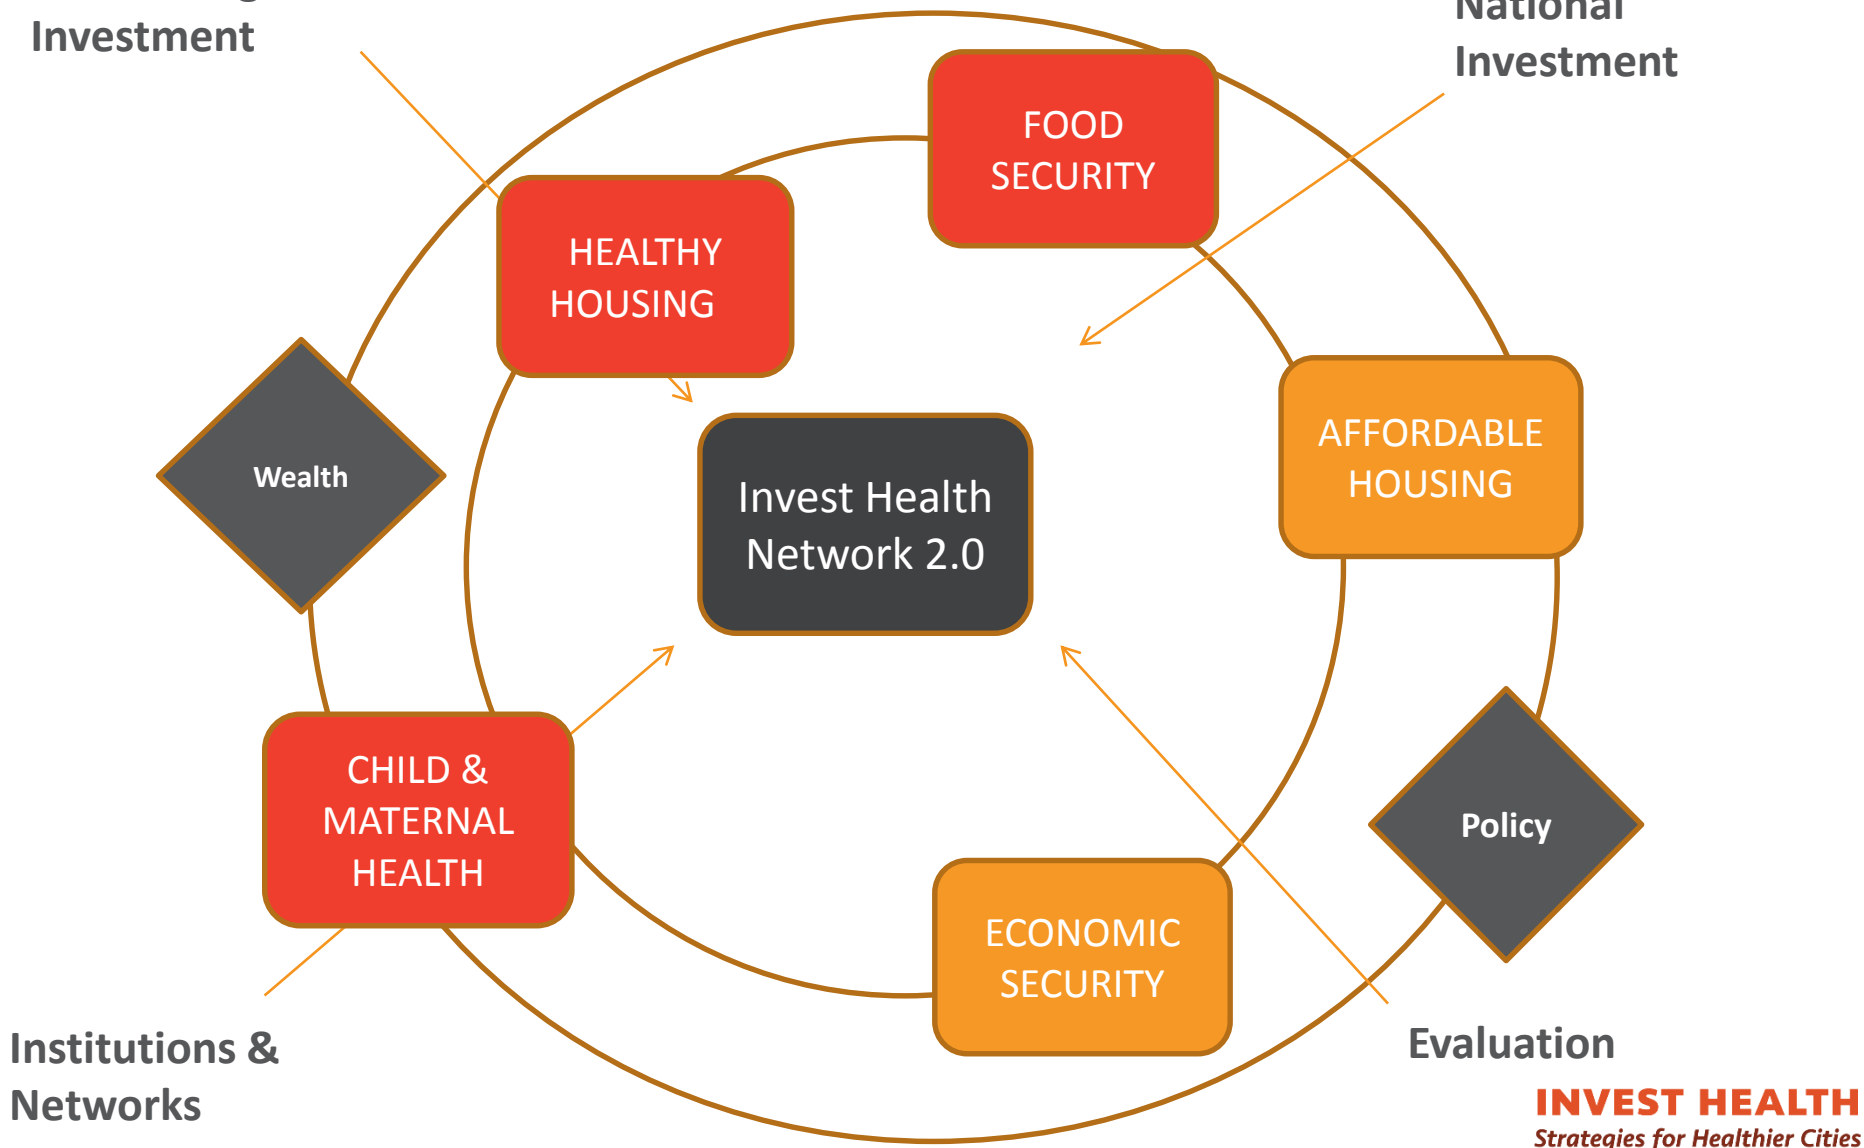 Investment
National
Investment
FOOD
SECURITY
HEALTHY
HOUSING
Wealth
AFFORDABLE
HOUSING
Invest Health
Network 2.0
CHILD &
MATERNAL
HEALTH
Policy
ECONOMIC
SECURITY
Institutions &
Networks
Evaluation
INVEST HEALTH
Strategies for Healthier Cities